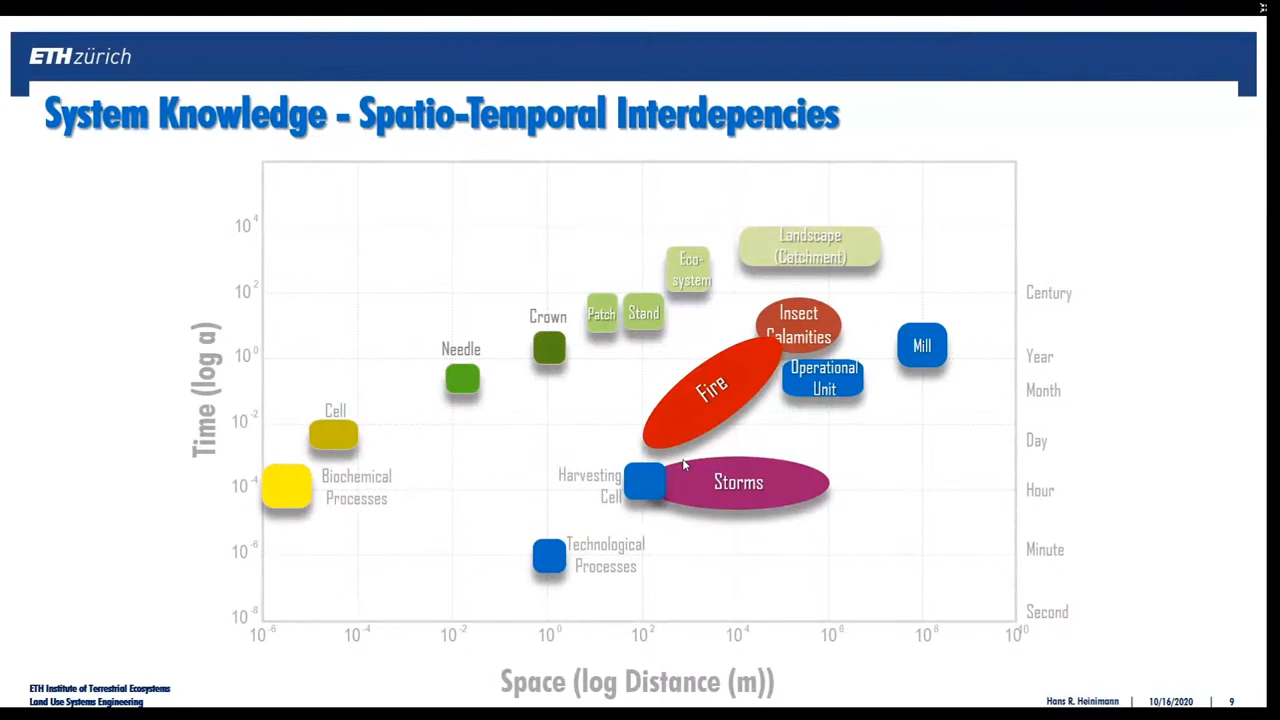 ETH zürich
System Knowledge - Spatio-Temporal Interdepencies
10⁴
Landscape
(Catchment)
Eco-
system
10²
Century
Crown
Patch
Stand
Insect
Calamities
Needle
Mill
10⁰
Year
Operational
Unit
Fire
Month
Cell
10⁻²
Day
Biochemical
Processes
Harvesting
Cell
Storms
10⁻⁴
Hour
Technological
Processes
10⁻⁶
Minute
10⁻⁸
Second
Time (log a)
10⁻⁶ 10⁻⁴ 10⁻² 10⁰ 10² 10⁴ 10⁶ 10⁸ 10¹⁰
Space (log Distance (m))
ETH Institute of Terrestrial Ecosystems
Land Use Systems Engineering
Hans R. Heinimann | 10/16/2020 | 9